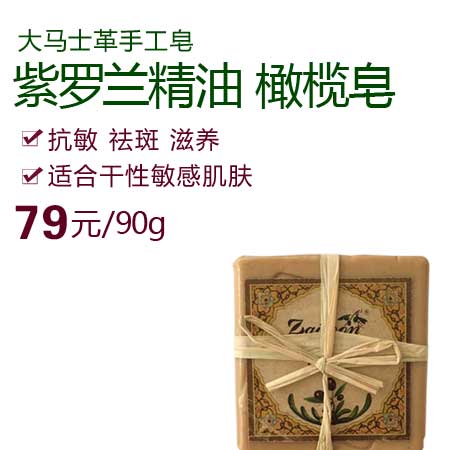 大马士革手工皂
紫罗兰精油 橄榄皂
抗敏 祛斑 滋养
适合干性敏感肌肤
79元/90g